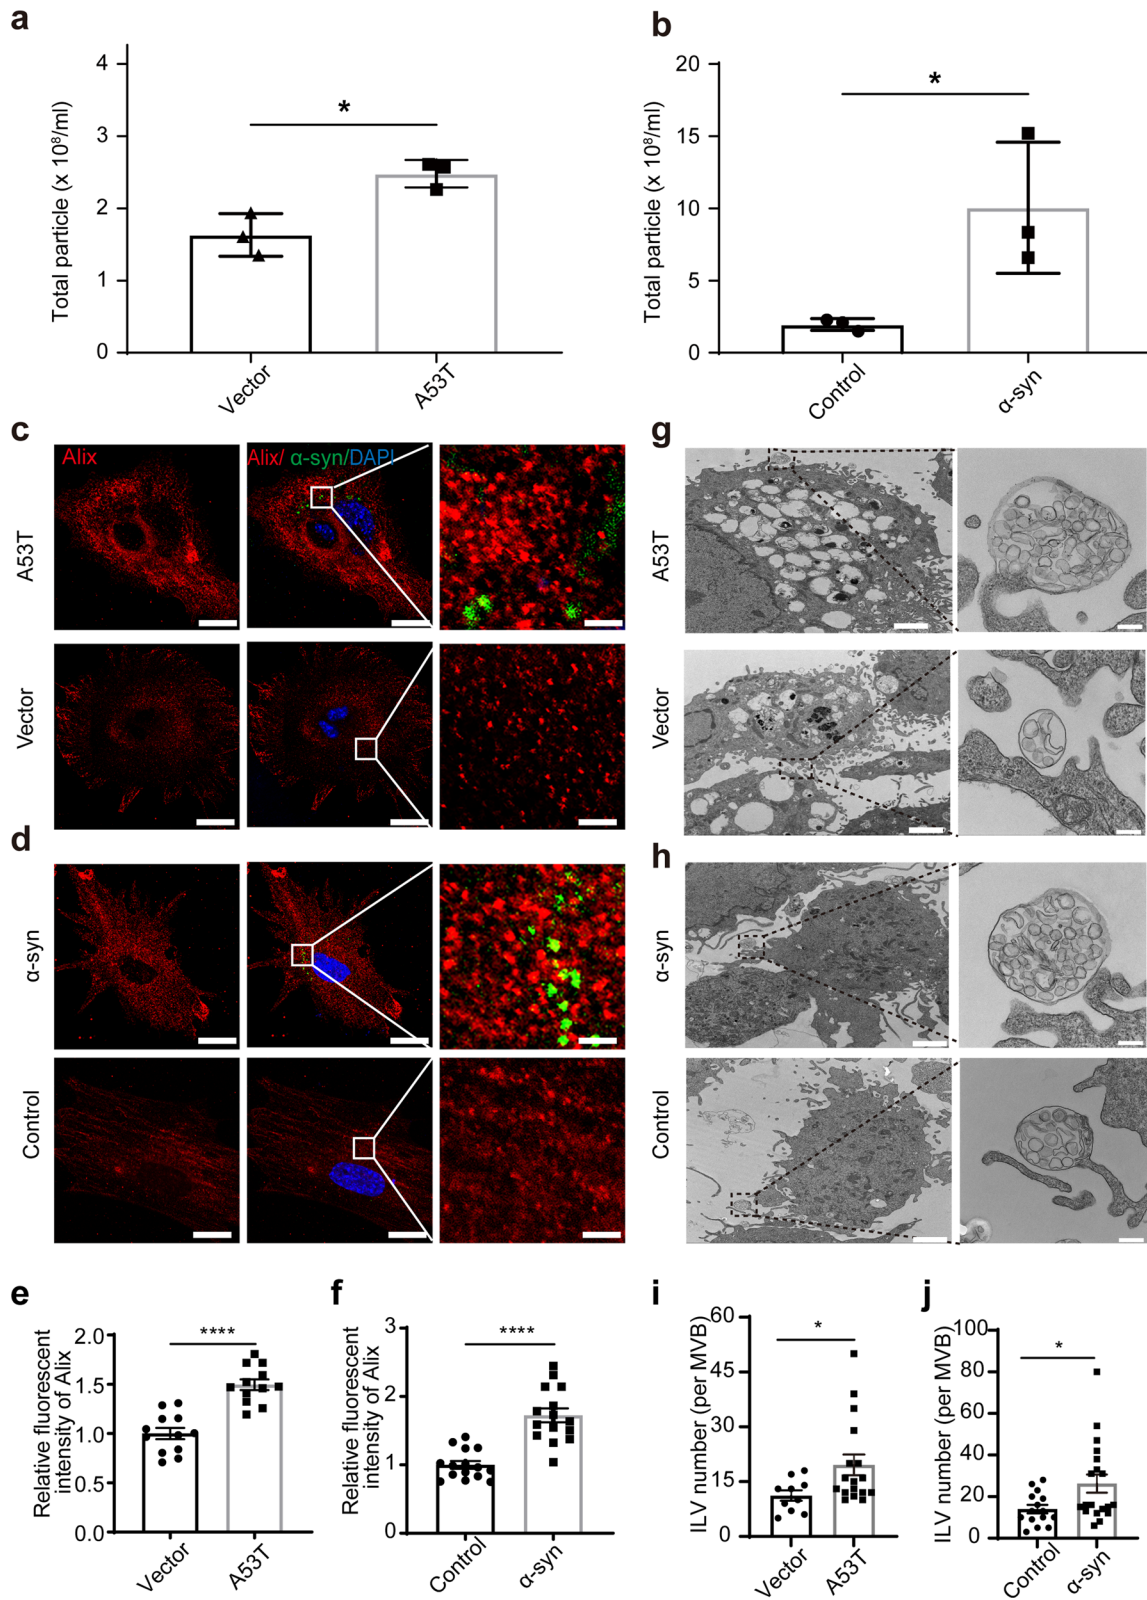 a
Total particle (x 10⁸/ml)
4
3
2
1
0
*
Vector
A53T
b
Total particle (x 10⁸/ml)
20
15
10
5
0
*
Control
α-syn
c
A53T
Alix
Alix/ α-syn/DAPI
Vector
d
α-syn
Control
g
A53T
Vector
h
α-syn
Control
e
Relative fluorescent
intensity of Alix
2.0
1.5
1.0
0.5
0.0
****
Vector
A53T
f
Relative fluorescent
intensity of Alix
3
2
1
0
****
Control
α-syn
i
ILV number (per MVB)
60
45
30
15
0
*
Vector
A53T
j
ILV number (per MVB)
100
80
60
40
20
0
*
Control
α-syn